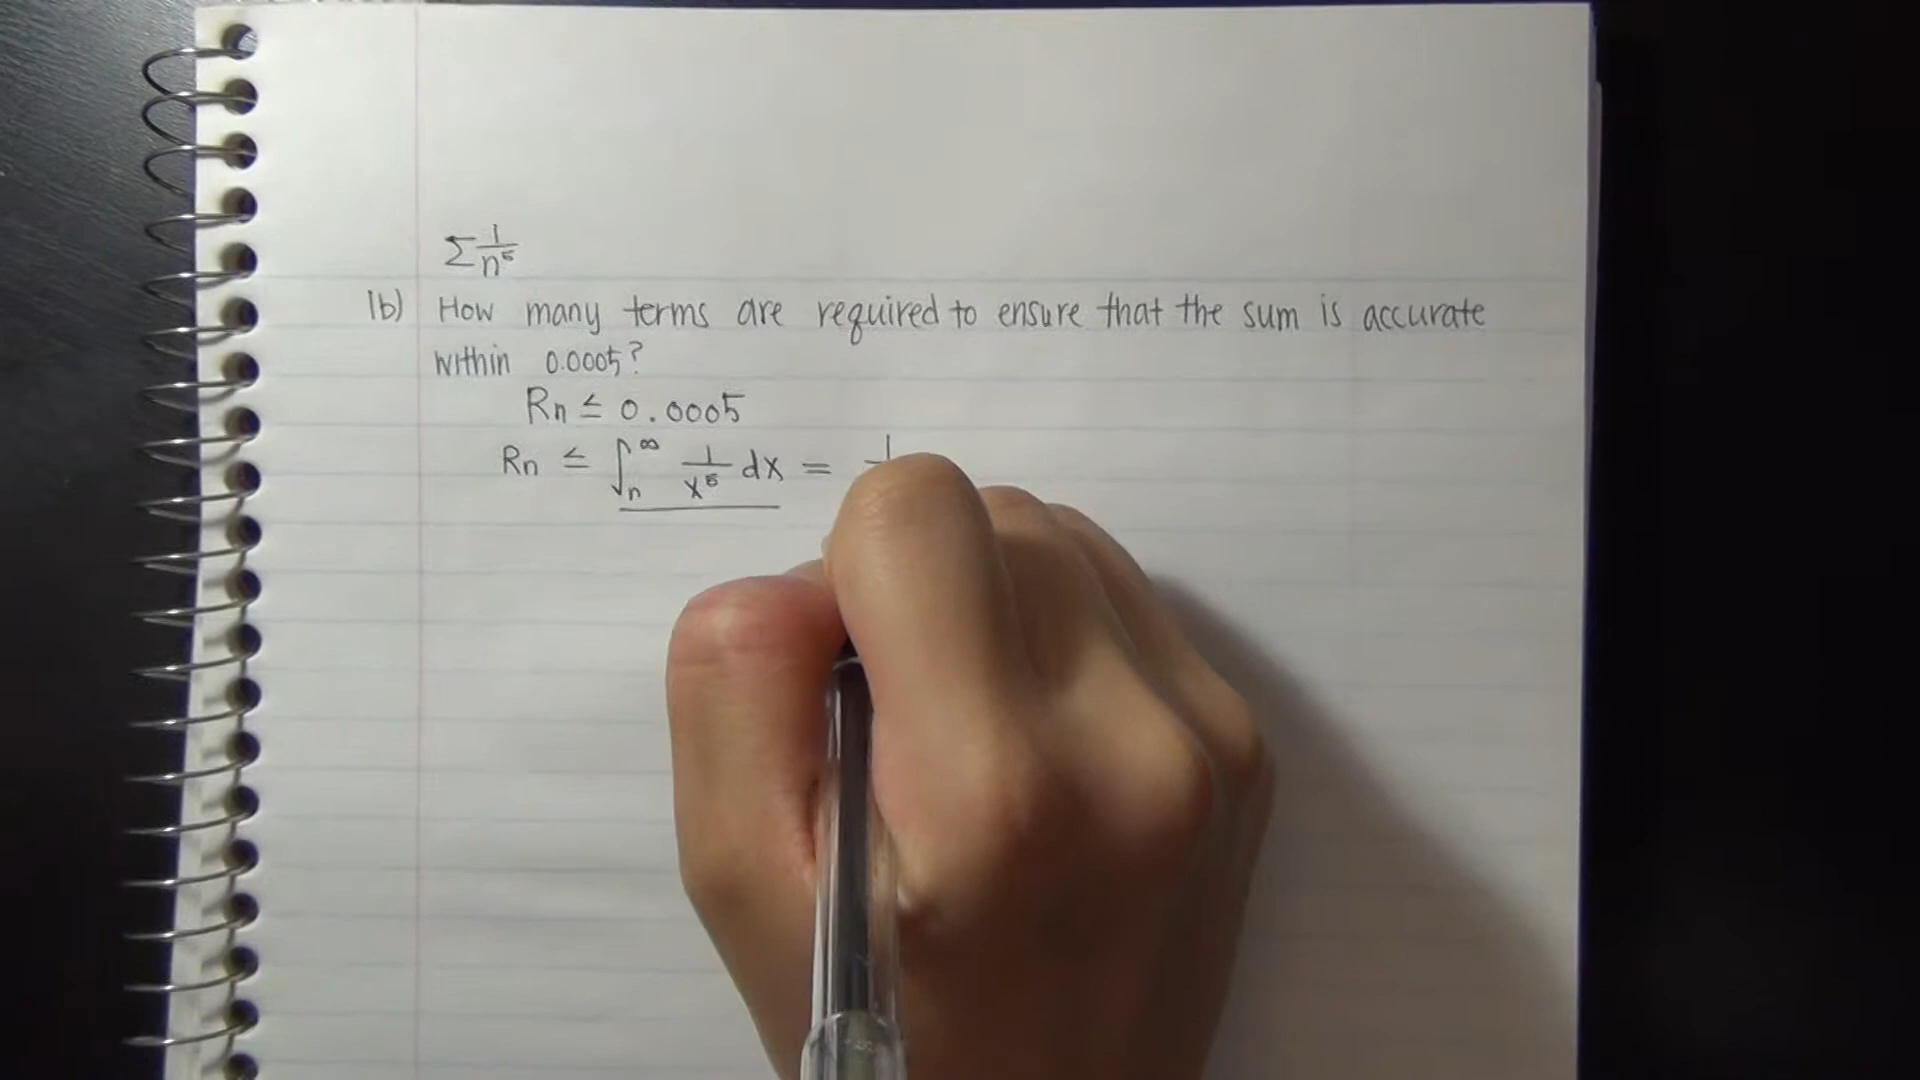 Σ 1/n⁵
1b) How many terms are required to ensure that the sum is accurate
within 0.0005?
Rn ≤ 0.0005
Rn ≤ ∫ₙ^∞ 1/x⁵ dx = 1